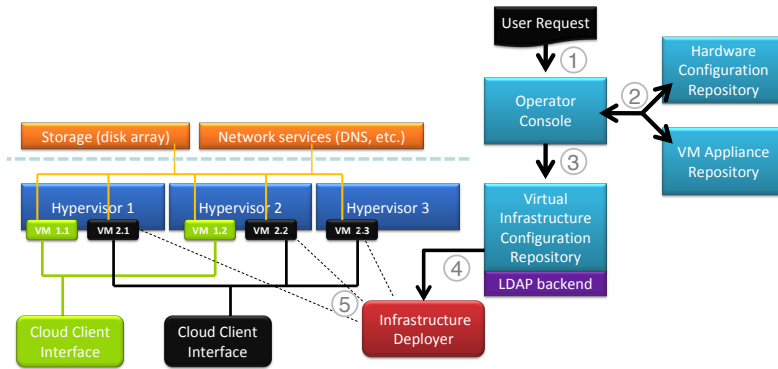 User Request
1
Hardware
Configuration
Repository
2
Operator
Console
Storage (disk array)
Network services (DNS, etc.)
3
VM Appliance
Repository
Hypervisor 1
Hypervisor 2
Hypervisor 3
Virtual
Infrastructure
Configuration
Repository
VM 1.1
VM 2.1
VM 1.2
VM 2.2
VM 2.3
4
LDAP backend
5
Cloud Client
Interface
Cloud Client
Interface
Infrastructure
Deployer